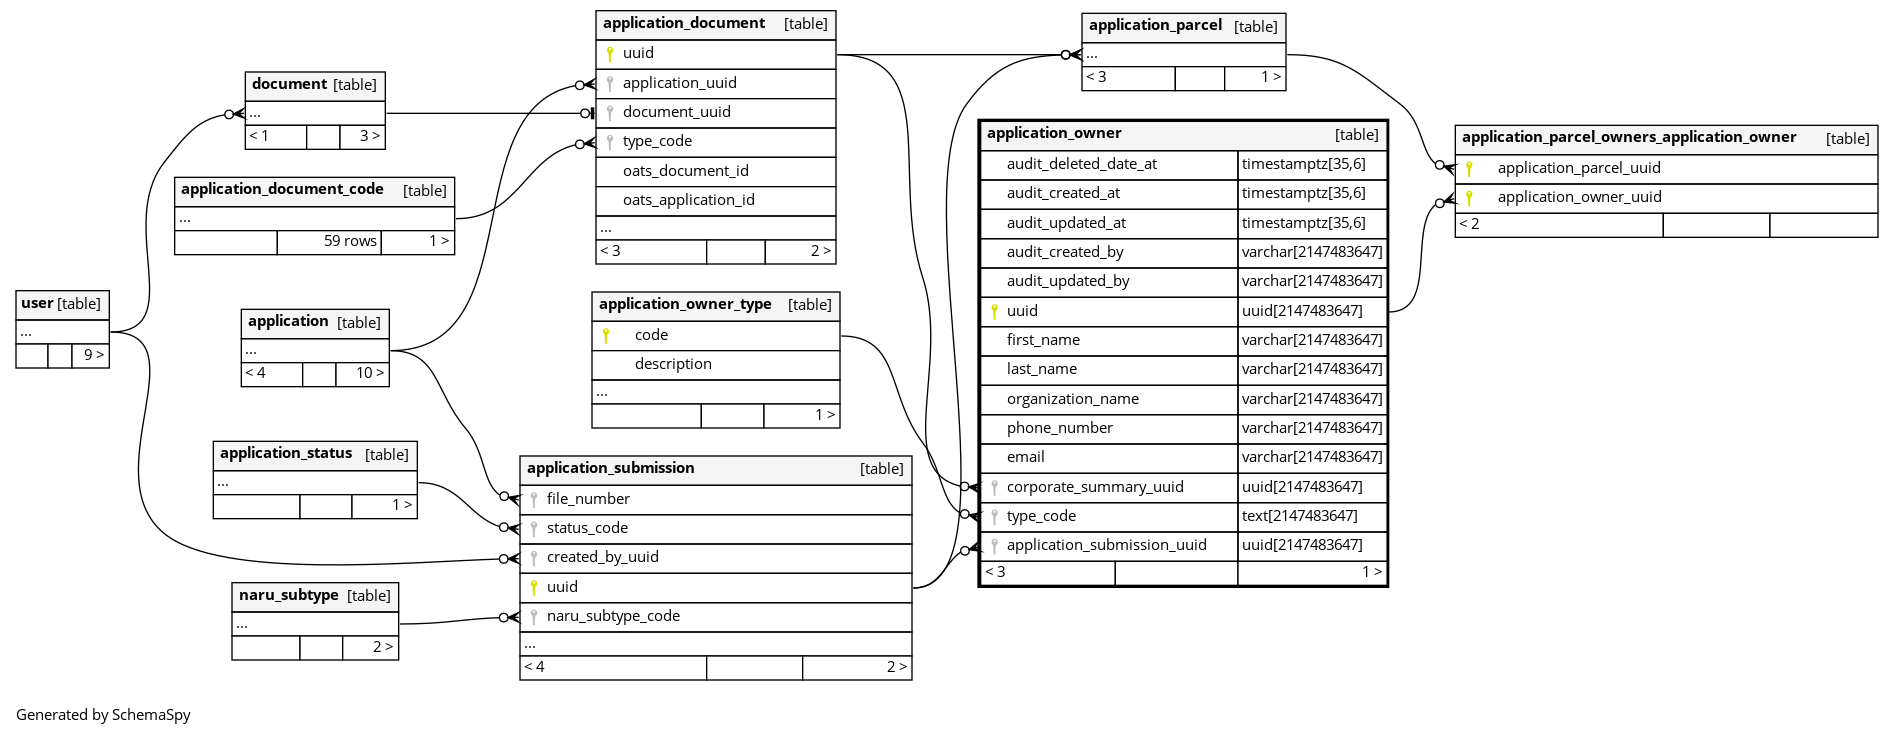 application_document [table]
uuid
application_uuid
document_uuid
type_code
oats_document_id
oats_application_id
...
< 3 2 >
application_parcel [table]
...
< 3 1 >
document [table]
...
< 1 3 >
application_document_code [table]
...
59 rows 1 >
user [table]
...
9 >
application [table]
...
< 4 10 >
application_owner_type [table]
code
description
...
1 >
application_status [table]
...
1 >
naru_subtype [table]
...
2 >
application_submission [table]
file_number
status_code
created_by_uuid
uuid
naru_subtype_code
...
< 4 2 >
application_owner [table]
audit_deleted_date_at timestamptz[35,6]
audit_created_at timestamptz[35,6]
audit_updated_at timestamptz[35,6]
audit_created_by varchar[2147483647]
audit_updated_by varchar[2147483647]
uuid uuid[2147483647]
first_name varchar[2147483647]
last_name varchar[2147483647]
organization_name varchar[2147483647]
phone_number varchar[2147483647]
email varchar[2147483647]
corporate_summary_uuid uuid[2147483647]
type_code text[2147483647]
application_submission_uuid uuid[2147483647]
< 3 1 >
application_parcel_owners_application_owner [table]
application_parcel_uuid
application_owner_uuid
< 2
Generated by SchemaSpy